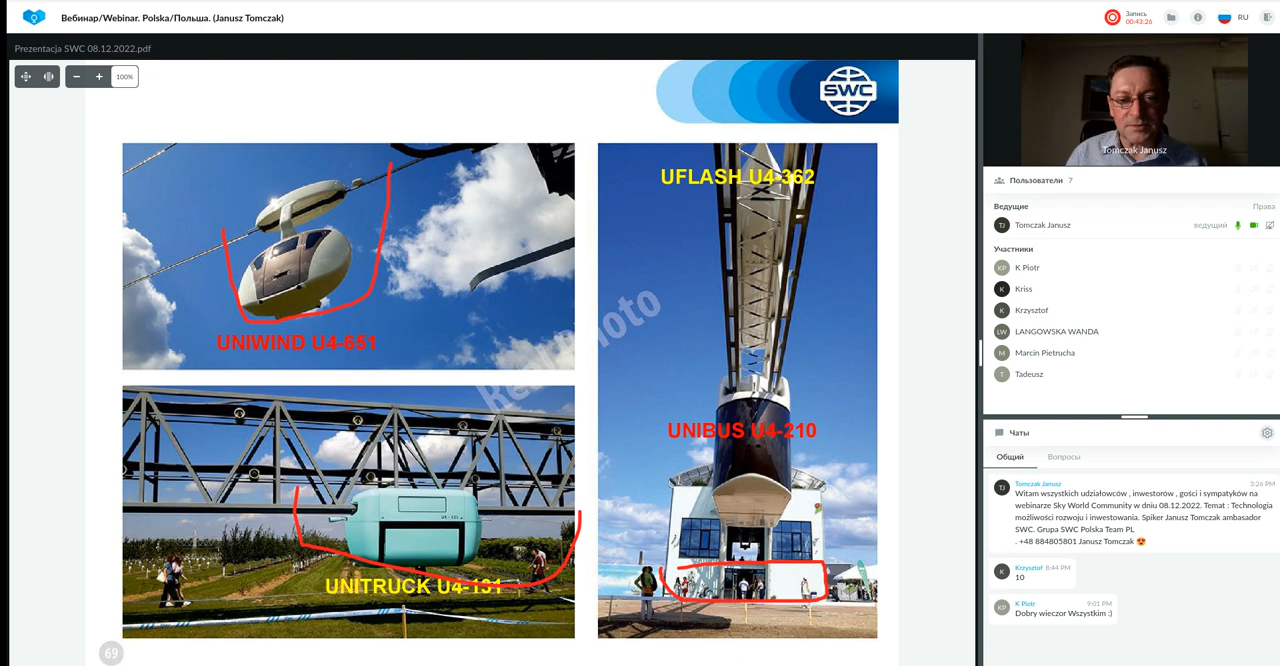 Вебинар/Webinar. Polska/Польша. (Janusz Tomczak)
Запись
00:43:26
RU
Prezentacja SWC 08.12.2022.pdf
100%
SWC
UNIWIND U4-651
UNITRUCK U4-131
UFLASH U4-362
UNIBUS U4-210
69
Tomczak Janusz
Пользователи 7
Ведущие
Права
TJ
Tomczak Janusz
ведущий
Участники
KP
K Piotr
K
Kriss
K
Krzysztof
LW
LANGOWSKA WANDA
M
Marcin Pietrucha
T
Tadeusz
Чаты
Общий
Вопросы
TJ
Tomczak Janusz
3:26 PM
Witam wszystkich udziałowców , inwestorów , gości i sympatyków na
webinarze Sky World Community w dniu 08.12.2022. Temat : Technologia
możliwości rozwoju i inwestowania. Spiker Janusz Tomczak ambasador
SWC. Grupa SWC Polska Team PL
. +48 884805801 Janusz Tomczak 😍
K
Krzysztof 8:44 PM
10
KP
K Piotr
9:01 PM
Dobry wieczor Wszystkim :)